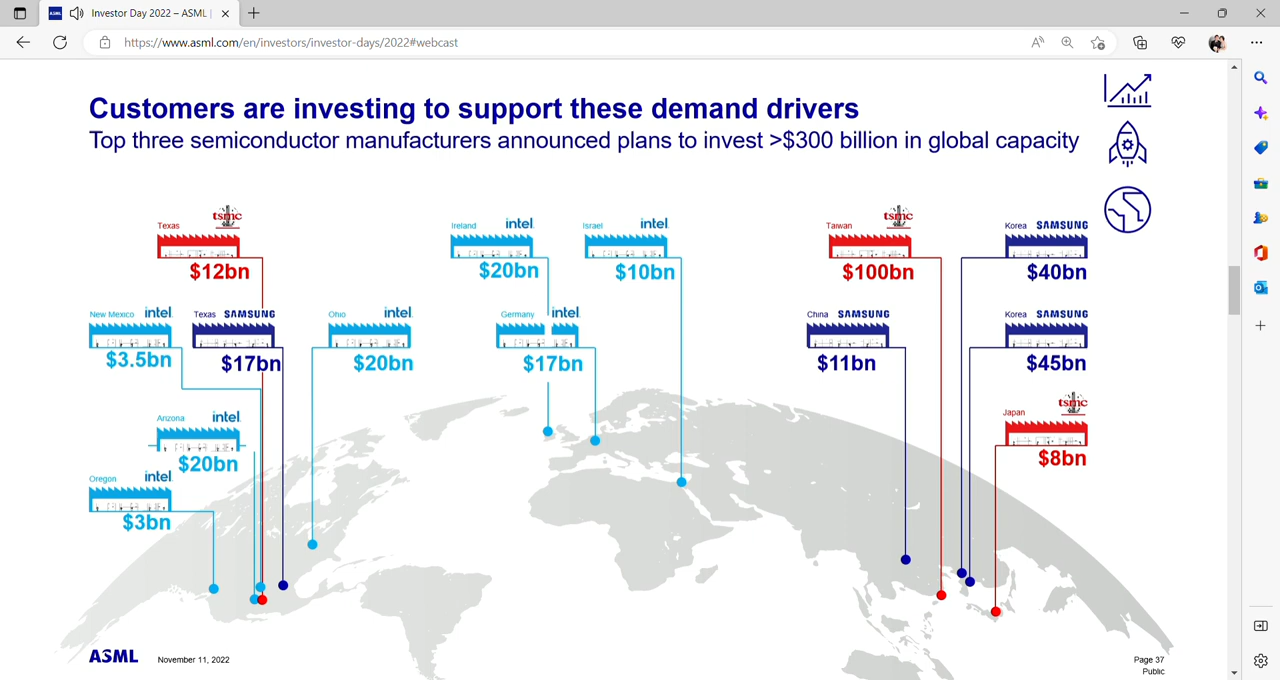 ASML
Investor Day 2022 – ASML |
https://www.asml.com/en/investors/investor-days/2022#webcast
Customers are investing to support these demand drivers
Top three semiconductor manufacturers announced plans to invest >$300 billion in global capacity
Texas tsmc
$12bn
Ireland intel
$20bn
Israel intel
$10bn
Taiwan tsmc
$100bn
Korea SAMSUNG
$40bn
New Mexico intel
$3.5bn
Texas SAMSUNG
$17bn
Ohio intel
$20bn
Germany intel
$17bn
China SAMSUNG
$11bn
Korea SAMSUNG
$45bn
Arizona intel
$20bn
Japan tsmc
$8bn
Oregon intel
$3bn
ASML November 11, 2022
Page 37
Public